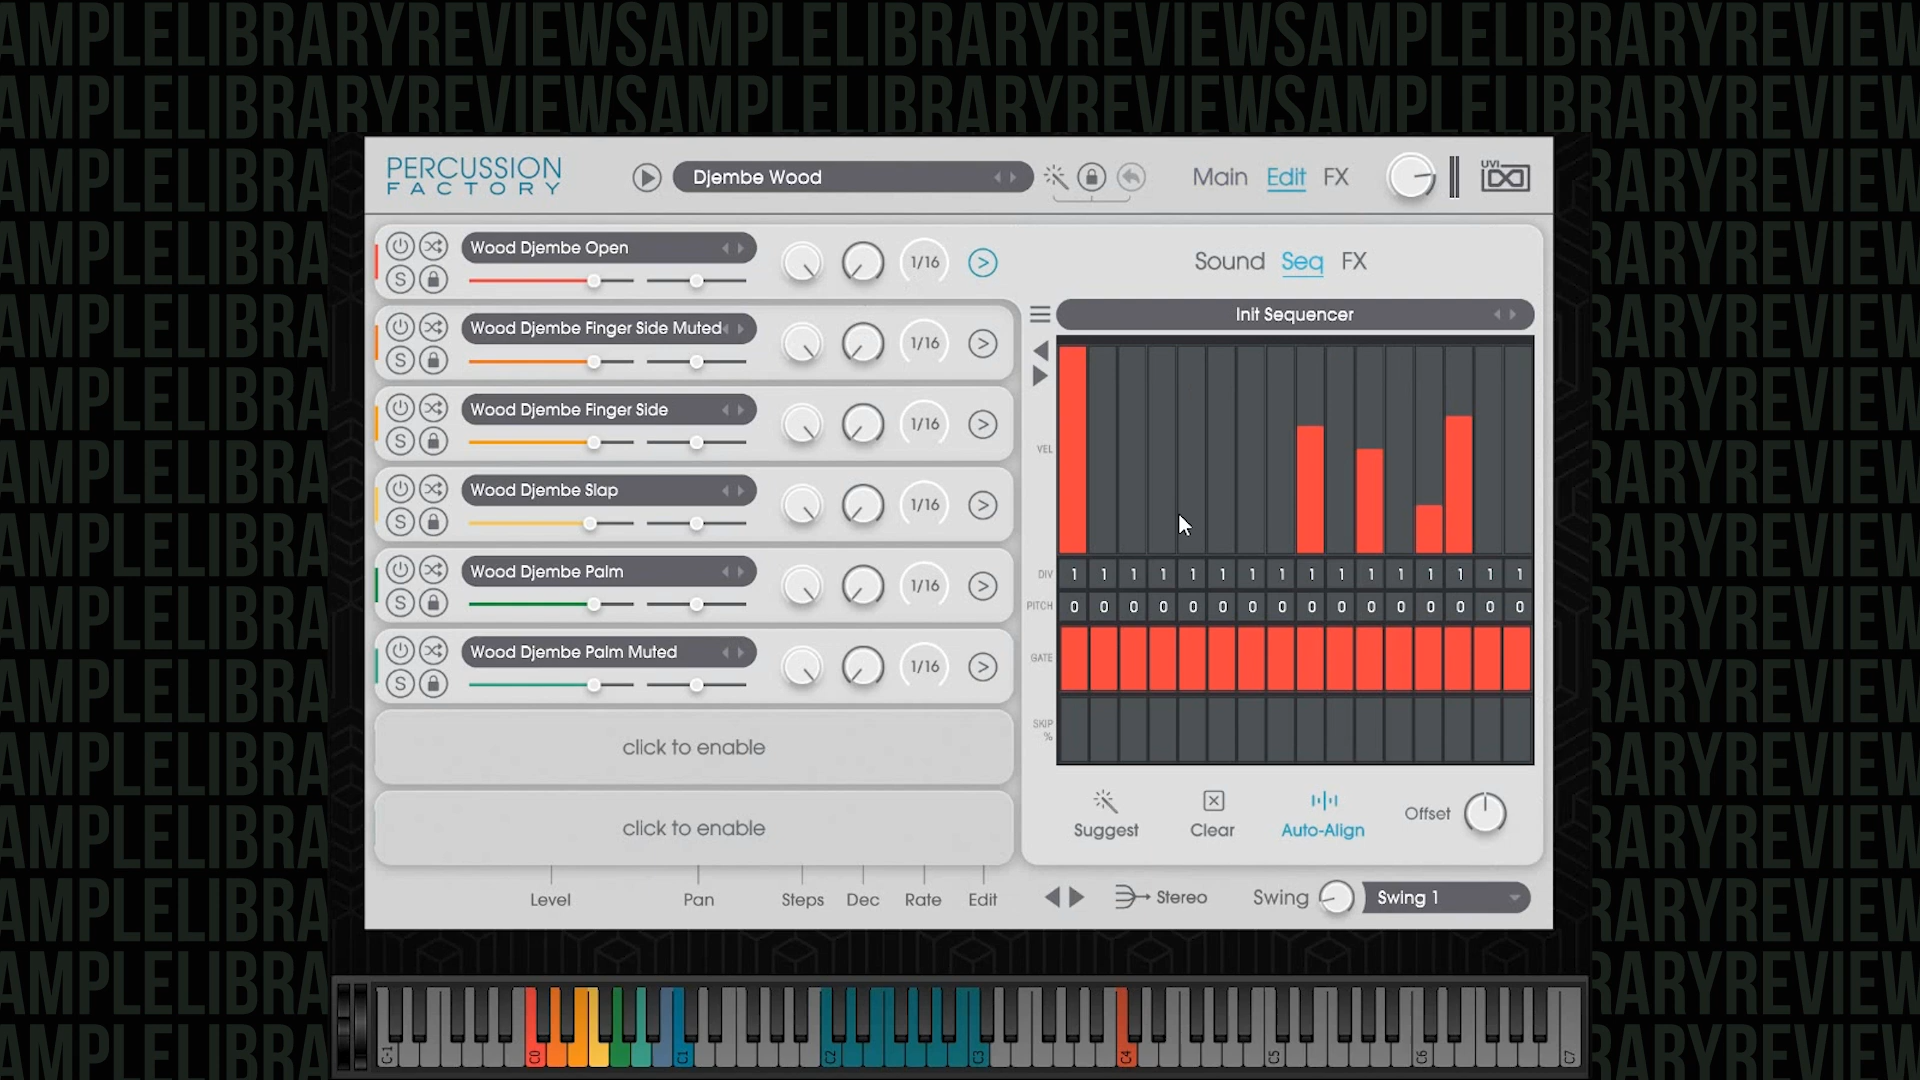 AMPLELIBRARYREVIEWSAMPLELIBRARYREVIEWSAMPLELIBRARYREVIEW
AMPLELIBRARYREVIEWSAMPLELIBRARYREVIEWSAMPLELIBRARYREVIEW
PERCUSSION
FACTORY
Djembe Wood
Main Edit FX
UVI
Wood Djembe Open
S
1/16
Wood Djembe Finger Side Muted
S
1/16
Wood Djembe Finger Side
S
1/16
Wood Djembe Slap
S
1/16
Wood Djembe Palm
S
1/16
Wood Djembe Palm Muted
S
1/16
click to enable
click to enable
Level Pan Steps Dec Rate Edit
Sound Seq FX
Init Sequencer
VEL
DIV 1 1 1 1 1 1 1 1 1 1 1 1 1 1 1 1
PITCH 0 0 0 0 0 0 0 0 0 0 0 0 0 0 0 0
GATE
SKIP
%
Suggest Clear Auto-Align Offset
Stereo Swing Swing 1
C-1 C0 C1 C2 C3 C4 C5 C6 C7